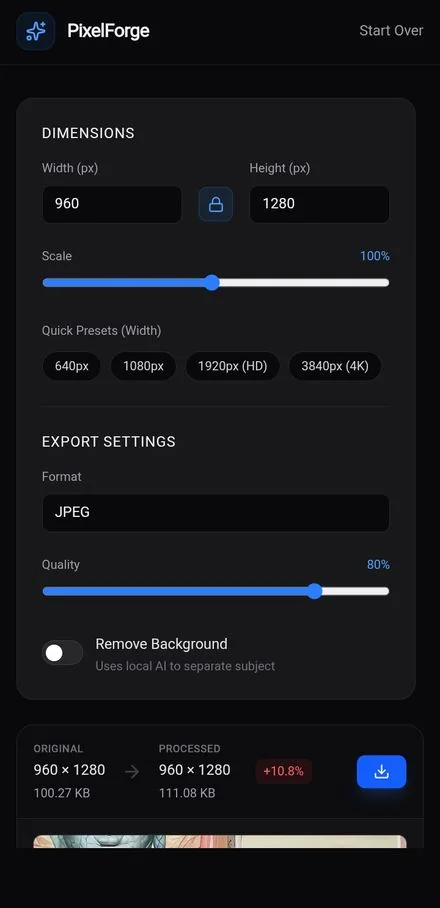 PixelForge
Start Over
DIMENSIONS
Width (px)
Height (px)
960
1280
Scale
100%
Quick Presets (Width)
640px
1080px
1920px (HD)
3840px (4K)
EXPORT SETTINGS
Format
JPEG
Quality
80%
Remove Background
Uses local AI to separate subject
ORIGINAL
960 × 1280
100.27 KB
PROCESSED
960 × 1280
111.08 KB
+10.8%